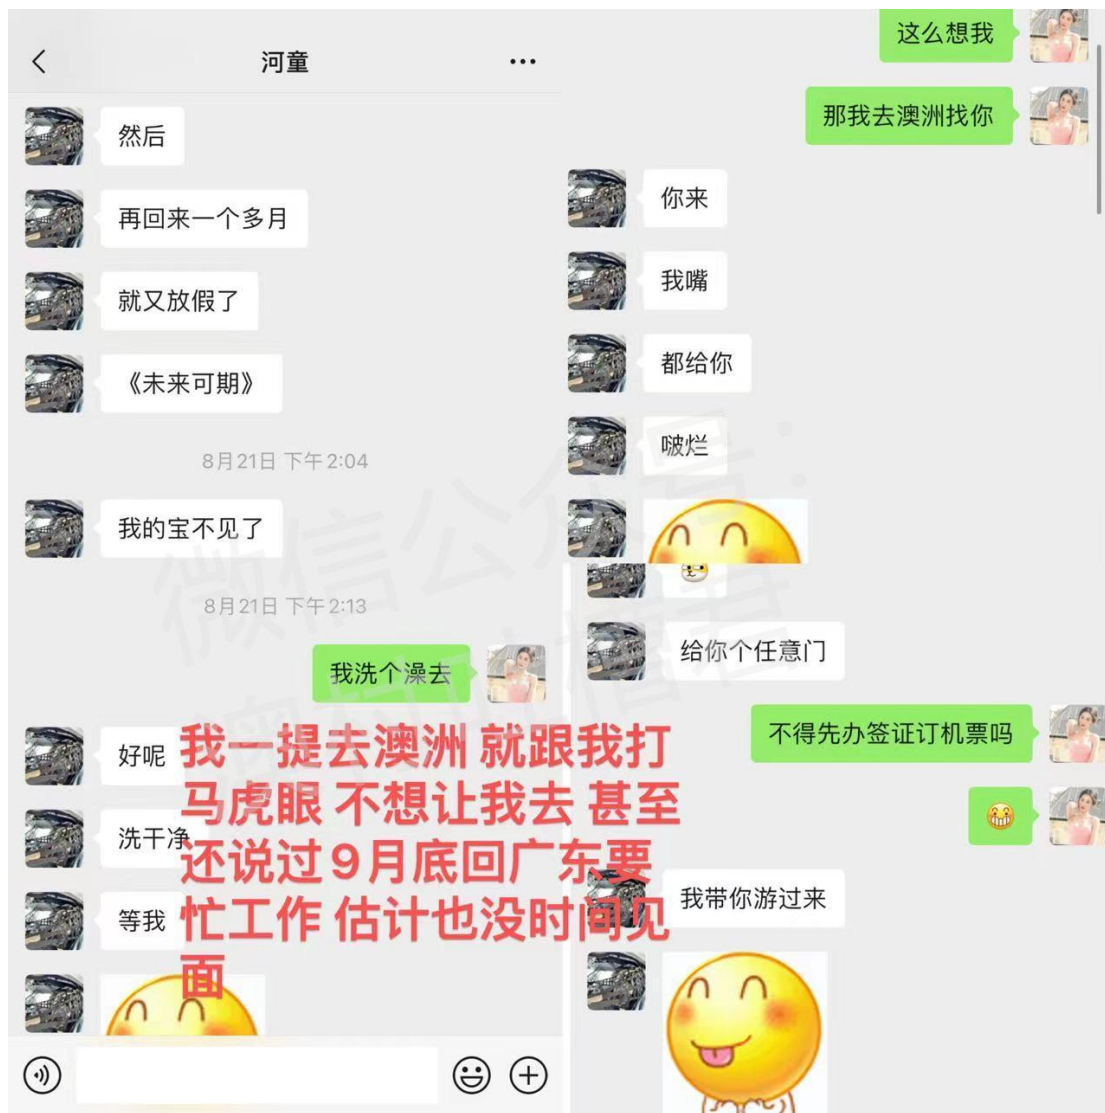 河童
然后
再回来一个多月
就又放假了
《未来可期》
8月21日 下午2:04
我的宝不见了
8月21日 下午2:13
我洗个澡去
好呢
洗干净
等我
我一提去澳洲 就跟我打
马虎眼 不想让我去 甚至
还说过9月底回广东要
忙工作 估计也没时间见
面
这么想我
那我去澳洲找你
你来
我嘴
都给你
啵烂
给你个任意门
不得先办签证订机票吗
我带你游过来
微信公众号：